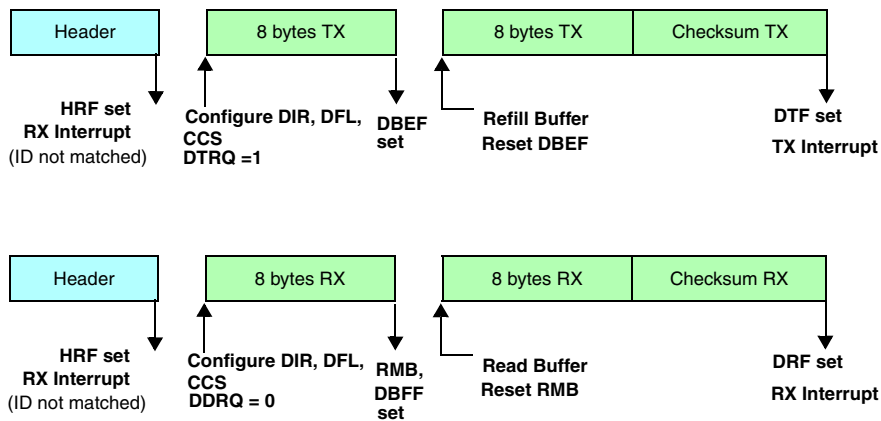 Header
8 bytes TX
8 bytes TX
Checksum TX
HRF set
RX Interrupt
(ID not matched)
Configure DIR, DFL,
CCS
DTRQ =1
DBEF
set
Refill Buffer
Reset DBEF
DTF set
TX Interrupt
Header
8 bytes RX
8 bytes RX
Checksum RX
HRF set
RX Interrupt
(ID not matched)
Configure DIR, DFL,
CCS
DDRQ = 0
RMB,
DBFF
set
Read Buffer
Reset RMB
DRF set
RX Interrupt